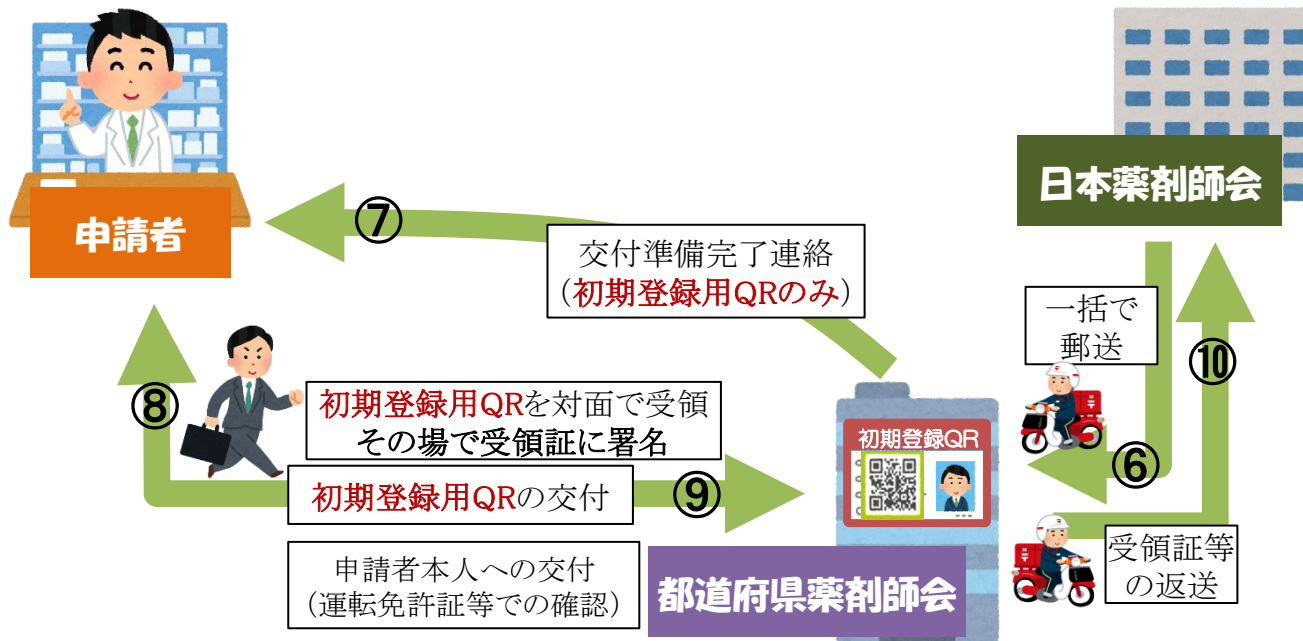 申請者
日本薬剤師会
⑦
交付準備完了連絡
（初期登録用QRのみ）
一括で
郵送
⑩
⑧
初期登録用QRを対面で受領
その場で受領証に署名
初期登録QR
⑥
初期登録用QRの交付
⑨
申請者本人への交付
（運転免許証等での確認）
都道府県薬剤師会
受領証等
の返送